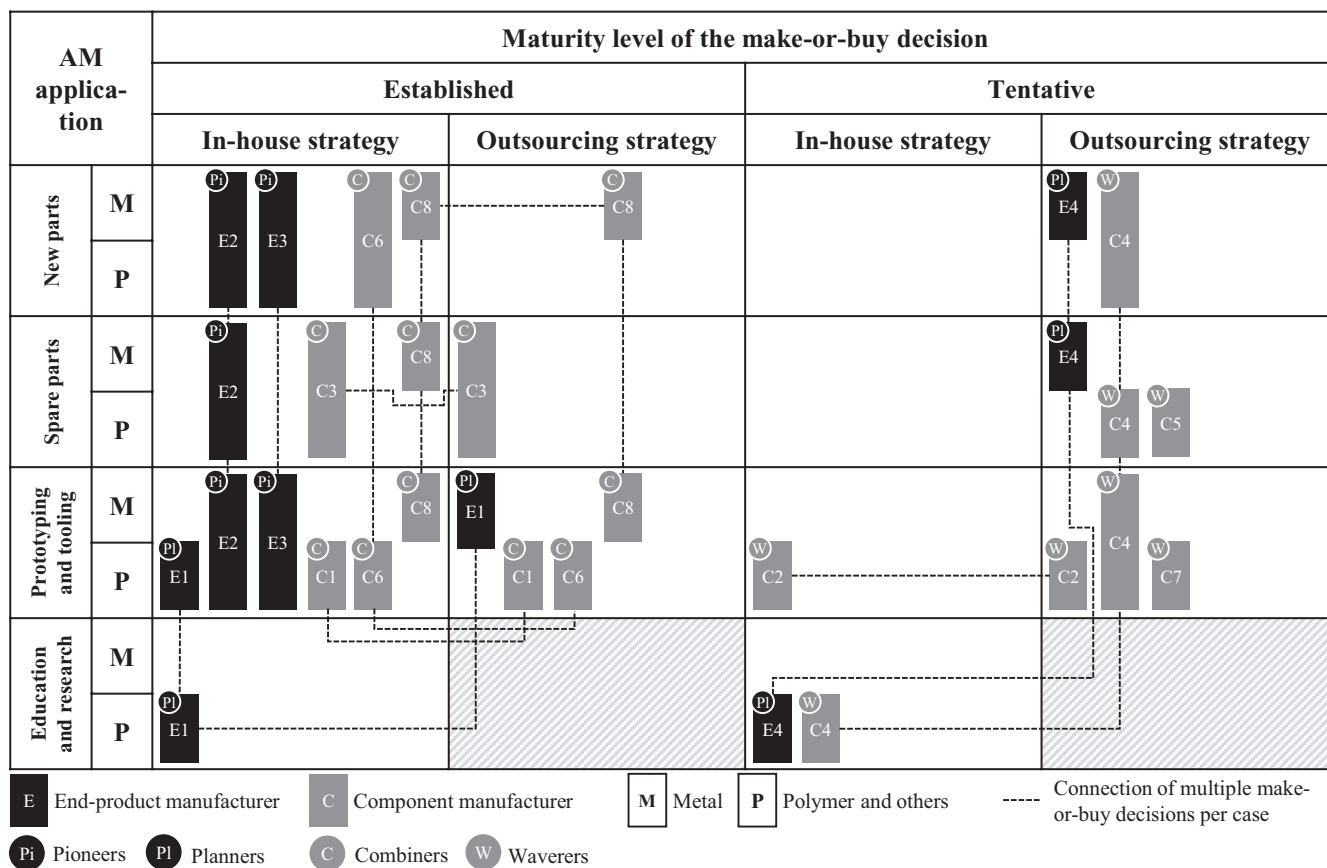 AM
applica-
tion
Maturity level of the make-or-buy decision
Established
Tentative
In-house strategy
Outsourcing strategy
In-house strategy
Outsourcing strategy
New parts
M
P
Pi
E2
Pi
E3
C
C6
C
C8
C
C8
Pl
E4
W
C4
Spare parts
M
P
Pi
E2
C
C3
C
C8
C
C3
Pl
E4
W
C4
W
C5
Prototyping
and tooling
M
P
Pl
E1
Pi
E2
Pi
E3
C
C1
C
C6
C
C8
Pl
E1
C
C1
C
C6
C
C8
W
C2
W
C2
W
C4
W
C7
Education
and research
M
P
Pl
E1
Pl
E4
W
C4
E End-product manufacturer
C Component manufacturer
M Metal
P Polymer and others
Connection of multiple make-
or-buy decisions per case
Pi Pioneers
Pl Planners
C Combiners
W Waverers